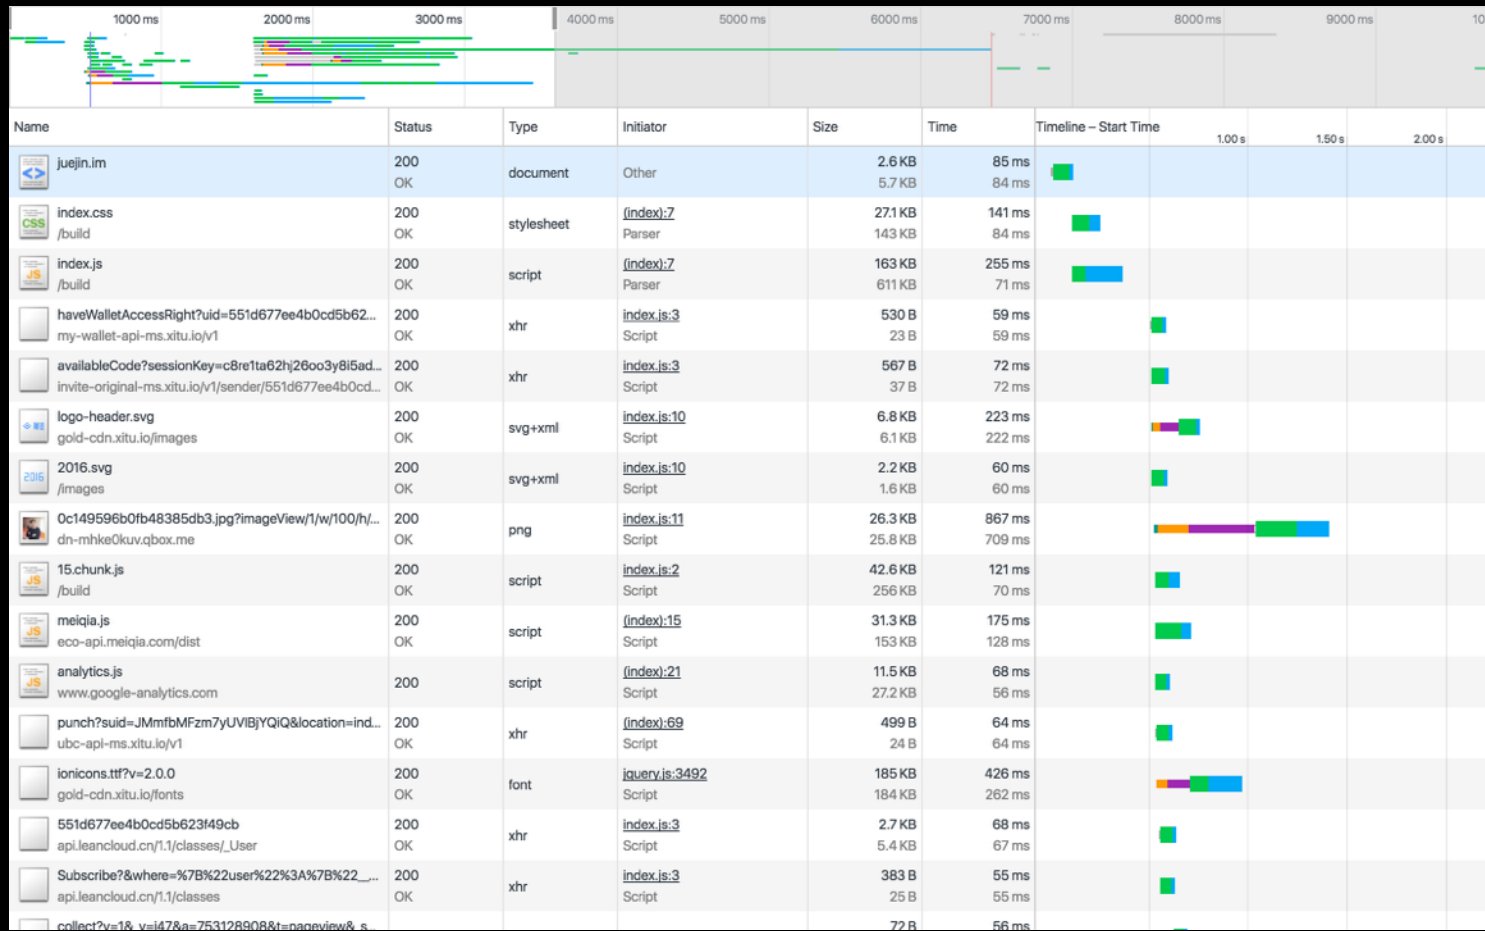 1000 ms 2000 ms 3000 ms 4000 ms 5000 ms 6000 ms 7000 ms 8000 ms 9000 ms 10
Name Status Type Initiator Size Time Timeline – Start Time
1.00 s 1.50 s 2.00 s
juejin.im 200 document Other 2.6 KB 85 ms
OK 5.7 KB 84 ms
index.css 200 stylesheet (index):7 27.1 KB 141 ms
/build OK Parser 143 KB 84 ms
index.js 200 script (index):7 163 KB 255 ms
/build OK Parser 611 KB 71 ms
haveWalletAccessRight?uid=551d677ee4b0cd5b62... 200 xhr index.js:3 530 B 59 ms
my-wallet-api-ms.xitu.io/v1 OK Script 23 B 59 ms
availableCode?sessionKey=c8re1ta62hj26oo3y8i5ad... 200 xhr index.js:3 567 B 72 ms
invite-original-ms.xitu.io/v1/sender/551d677ee4b0cd... OK Script 37 B 72 ms
logo-header.svg 200 svg+xml index.js:10 6.8 KB 223 ms
gold-cdn.xitu.io/images OK Script 6.1 KB 222 ms
2016.svg 200 svg+xml index.js:10 2.2 KB 60 ms
/images OK Script 1.6 KB 60 ms
0c149596b0fb48385db3.jpg?imageView/1/w/100/h/... 200 png index.js:11 26.3 KB 867 ms
dn-mhke0kuv.qbox.me OK Script 25.8 KB 709 ms
15.chunk.js 200 script index.js:2 42.6 KB 121 ms
/build OK Script 256 KB 70 ms
meiqia.js 200 script (index):15 31.3 KB 175 ms
eco-api.meiqia.com/dist OK Script 153 KB 128 ms
analytics.js 200 script (index):21 11.5 KB 68 ms
www.google-analytics.com Script 27.2 KB 56 ms
punch?suid=JMmfbMFzm7yUVlBjYQiQ&location=ind... 200 xhr (index):69 499 B 64 ms
ubc-api-ms.xitu.io/v1 OK Script 24 B 64 ms
ionicons.ttf?v=2.0.0 200 font jquery.js:3492 185 KB 426 ms
gold-cdn.xitu.io/fonts OK Script 184 KB 262 ms
551d677ee4b0cd5b623f49cb 200 xhr index.js:3 2.7 KB 68 ms
api.leancloud.cn/1.1/classes/_User OK Script 5.4 KB 67 ms
Subscribe?&where=%7B%22user%22%3A%7B%22__... 200 xhr index.js:3 383 B 55 ms
api.leancloud.cn/1.1/classes OK Script 25 B 55 ms
collect?v=1&_v=j47&a=753128908&t=pageview&_s... 200 72 B 56 ms